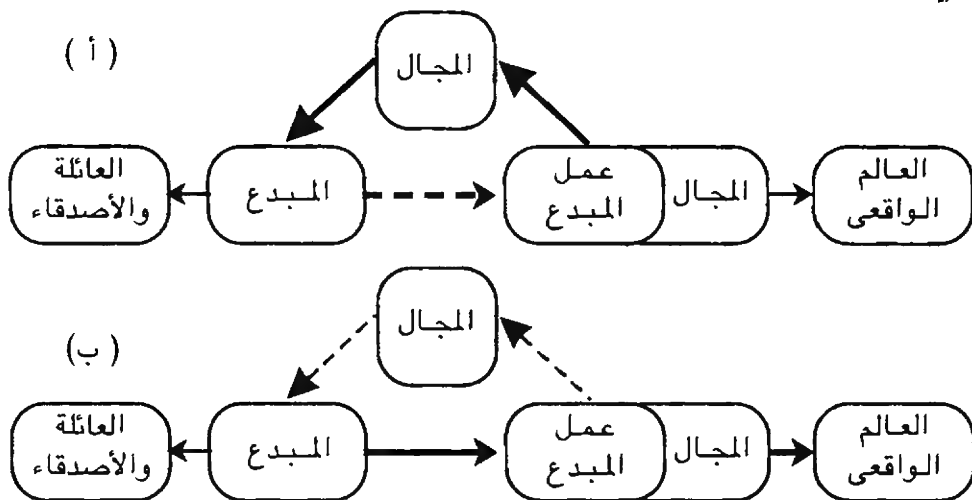 (أ)
المجال
العالم
الواقعى
المجال
عمل
المبدع
المبدع
العائلة
والأصدقاء
(ب)
المجال
العالم
الواقعى
المجال
عمل
المبدع
المبدع
العائلة
والأصدقاء